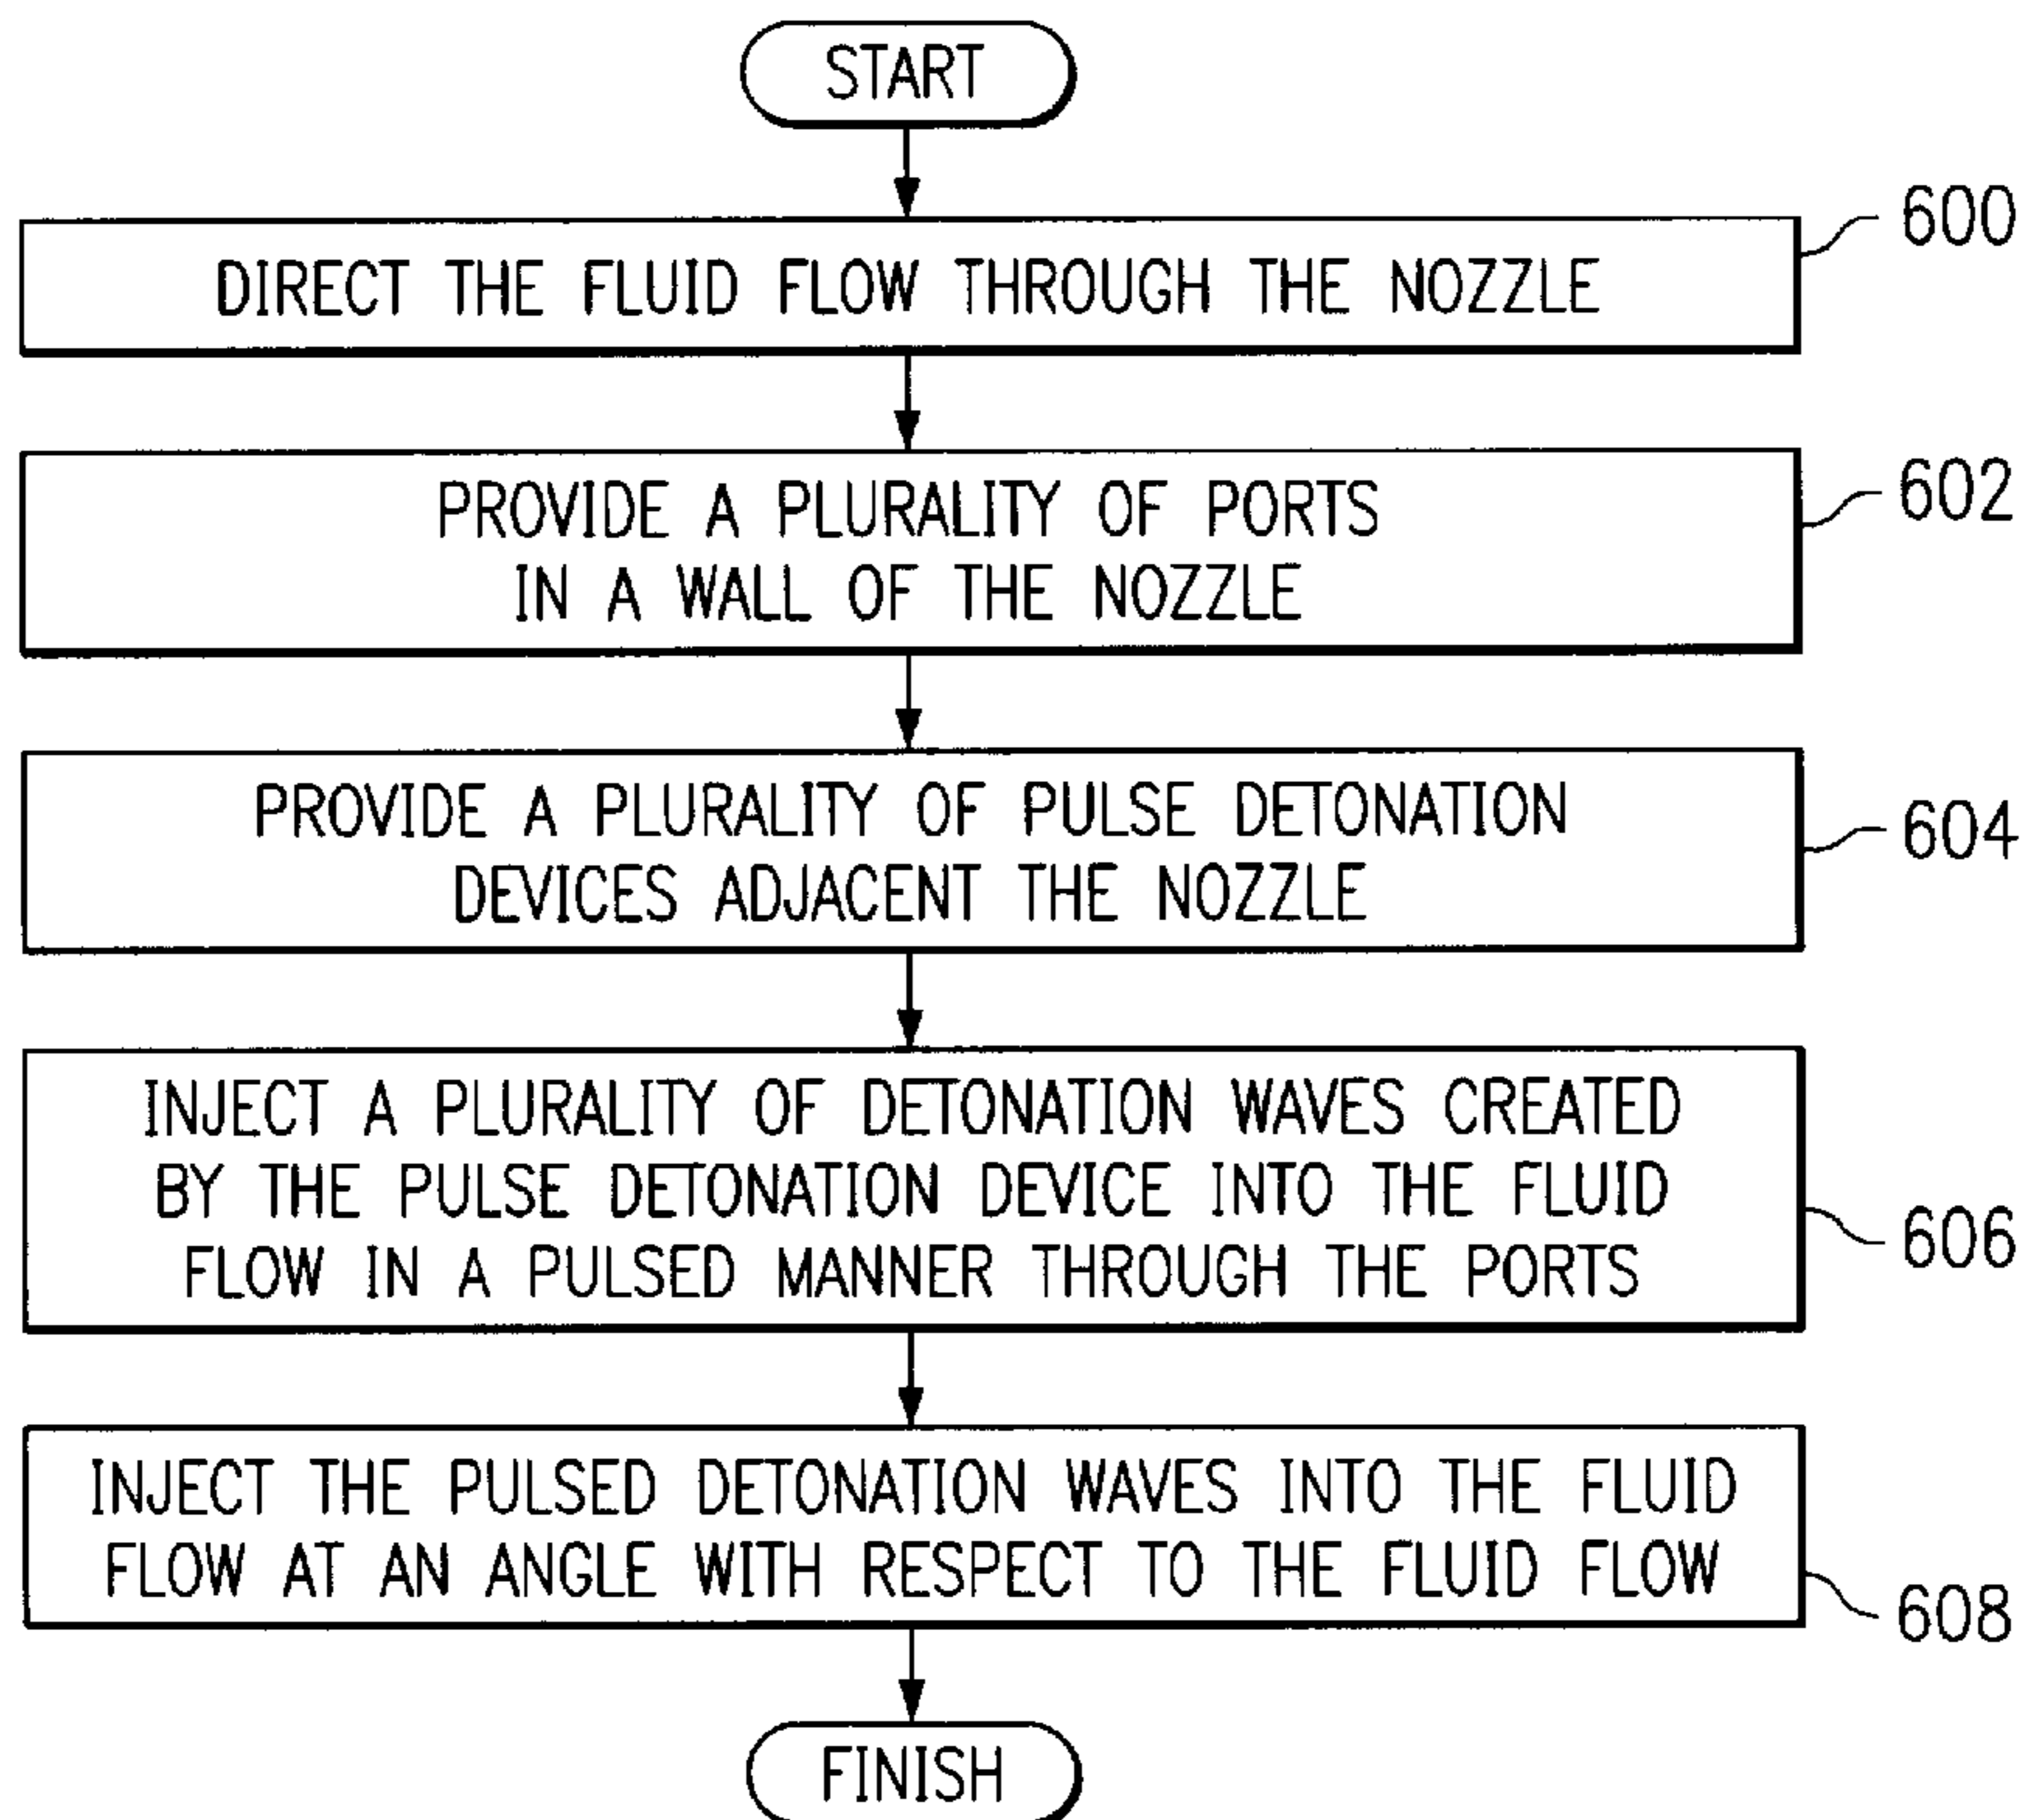 START
DIRECT THE FLUID FLOW THROUGH THE NOZZLE
600
PROVIDE A PLURALITY OF PORTS
IN A WALL OF THE NOZZLE
602
PROVIDE A PLURALITY OF PULSE DETONATION
DEVICES ADJACENT THE NOZZLE
604
INJECT A PLURALITY OF DETONATION WAVES CREATED
BY THE PULSE DETONATION DEVICE INTO THE FLUID
FLOW IN A PULSED MANNER THROUGH THE PORTS
606
INJECT THE PULSED DETONATION WAVES INTO THE FLUID
FLOW AT AN ANGLE WITH RESPECT TO THE FLUID FLOW
608
FINISH